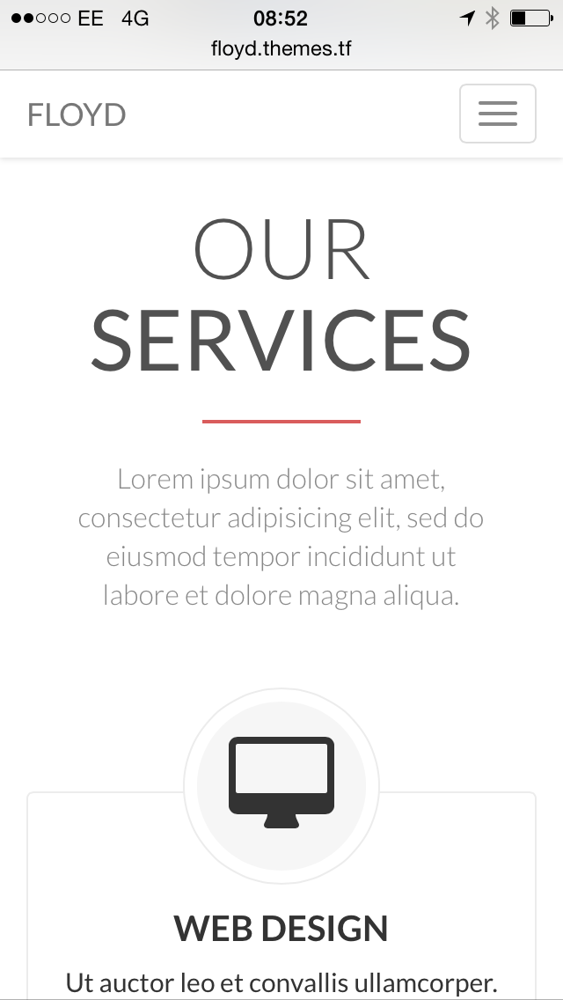 EE 4G 08:52
floyd.themes.tf
FLOYD
OUR
SERVICES
Lorem ipsum dolor sit amet,
consectetur adipisicing elit, sed do
eiusmod tempor incididunt ut
labore et dolore magna aliqua.
WEB DESIGN
Ut auctor leo et convallis ullamcorper.